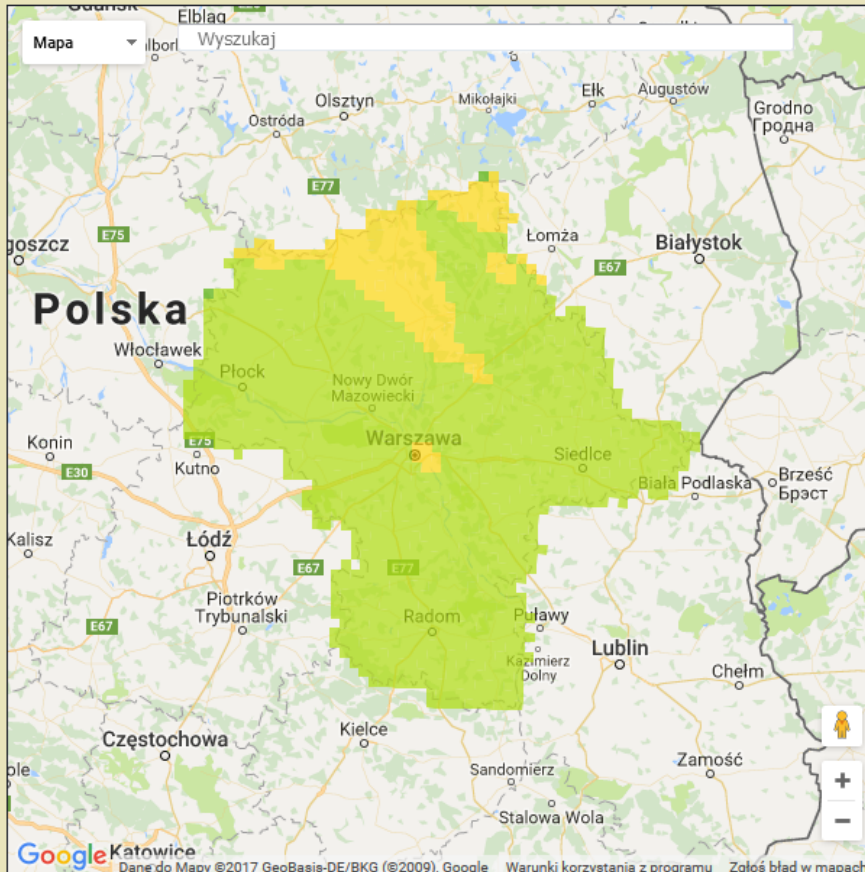 Gdańsk
Elbląg
Mapa
Wyszukaj
Olsztyn
Mikołajki
Ełk
Augustów
Ostróda
Grodno
Гродна
E77
E75
Łomża
Białystok
E67
Polska
Włocławek
Płock
Nowy Dwór
Mazowiecki
Warszawa
Siedlce
Konin
E75
E30
Kutno
Biała Podlaska
Brześć
Брэст
Kalisz
Łódź
E67
E77
Piotrków
Trybunalski
E67
Radom
Puławy
Kazimierz
Dolny
Lublin
Chełm
Częstochowa
Kielce
Zamość
Sandomierz
Stalowa Wola
Google
Katowice
Dane do Mapy ©2017 GeoBasis-DE/BKG (©2009), Google
Warunki korzystania z programu
Zgłoś błąd w mapach